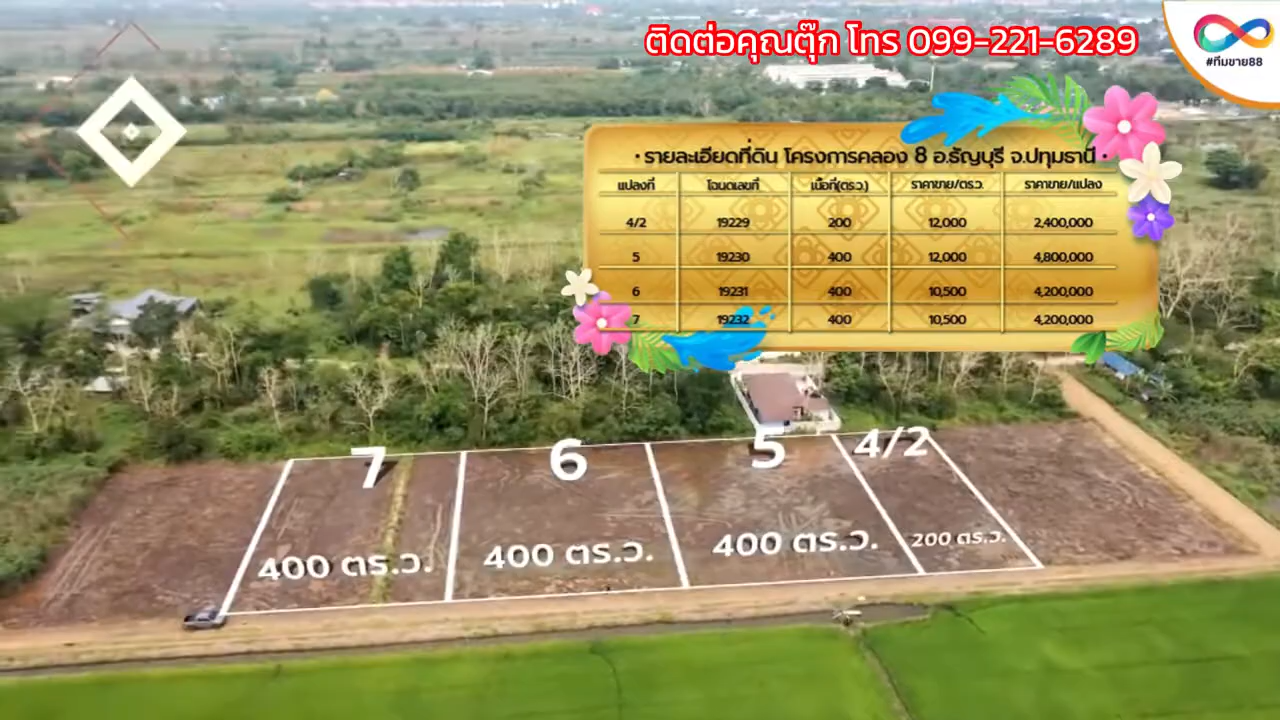 ติดต่อคุณตุ๊ก โทร 099-221-6289
#ทีมขาย88
• รายละเอียดที่ดิน โครงการคลอง 8 อ.ธัญบุรี จ.ปทุมธานี •
แปลงที่ โฉนดเลขที่ เนื้อที่(ตร.ว.) ราคาขาย/ตร.ว. ราคาขาย/แปลง
4/2 19229 200 12,000 2,400,000
5 19230 400 12,000 4,800,000
6 19231 400 10,500 4,200,000
7 19232 400 10,500 4,200,000
7 6 5 4/2
400 ตร.ว. 400 ตร.ว. 400 ตร.ว. 200 ตร.ว.